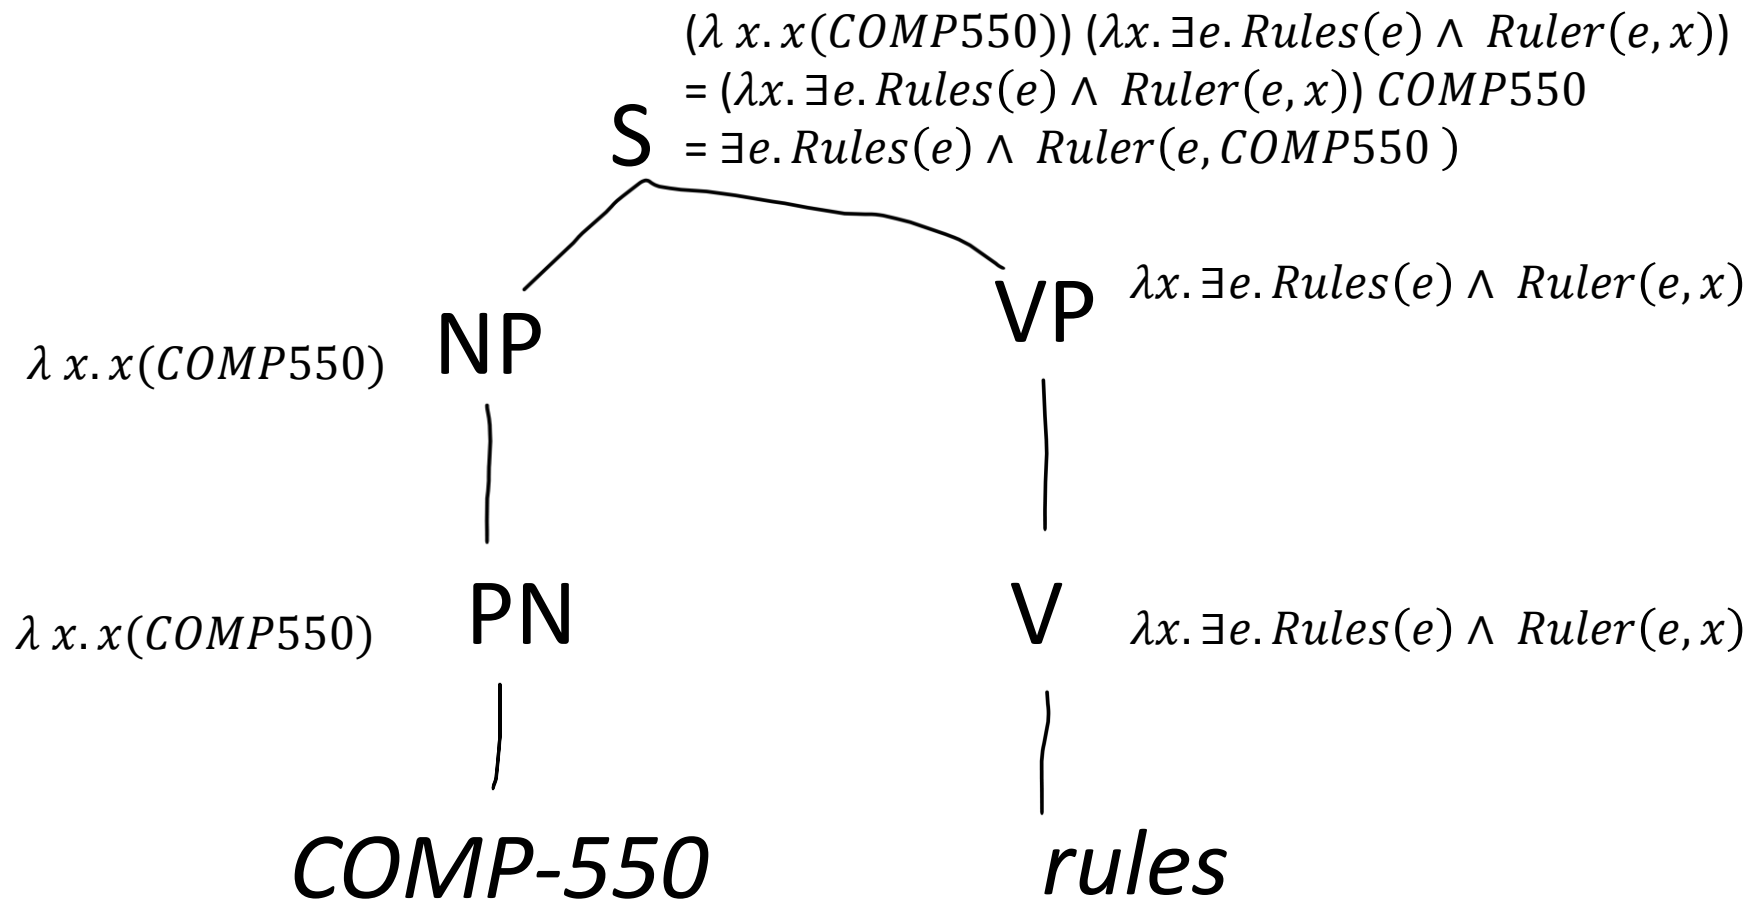 (λ x. x(COMP550)) (λx. ∃e. Rules(e) ∧ Ruler(e, x))
= (λx. ∃e. Rules(e) ∧ Ruler(e, x)) COMP550
S = ∃e. Rules(e) ∧ Ruler(e, COMP550 )
VP λx. ∃e. Rules(e) ∧ Ruler(e, x)
λ x. x(COMP550) NP
λ x. x(COMP550) PN V λx. ∃e. Rules(e) ∧ Ruler(e, x)
COMP-550 rules